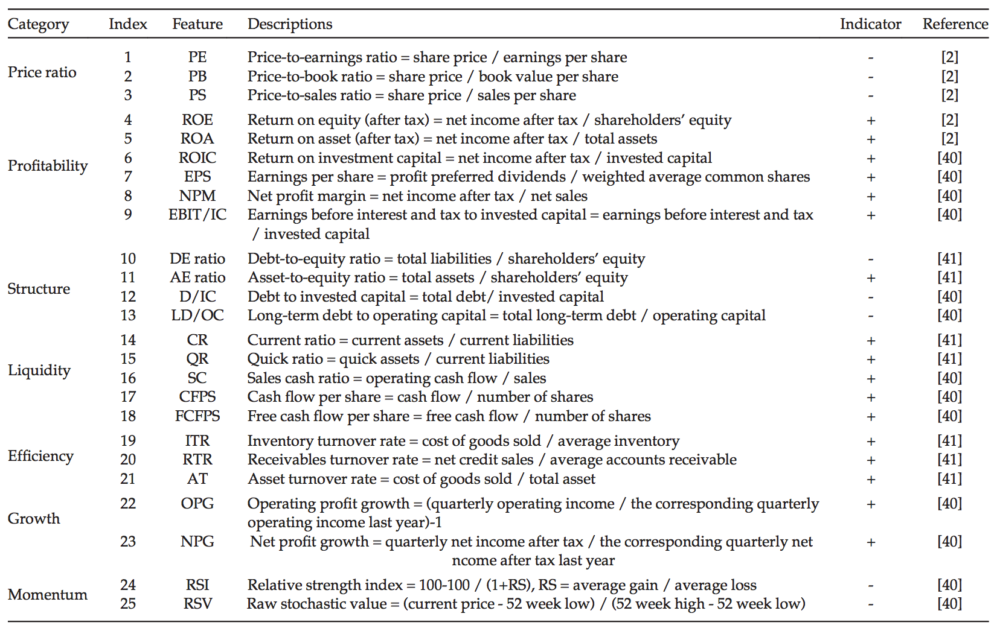 Category Index Feature Descriptions Indicator Reference
1 PE Price-to-earnings ratio = share price / earnings per share - [2]
Price ratio
2 PB Price-to-book ratio = share price / book value per share - [2]
3 PS Price-to-sales ratio = share price / sales per share - [2]
4 ROE Return on equity (after tax) = net income after tax / shareholders’ equity + [2]
5 ROA Return on asset (after tax) = net income after tax / total assets + [2]
6 ROIC Return on investment capital = net income after tax / invested capital + [40]
Profitability
7 EPS Earnings per share = profit preferred dividends / weighted average common shares + [40]
8 NPM Net profit margin = net income after tax / net sales + [40]
9 EBIT/IC Earnings before interest and tax to invested capital = earnings before interest and tax + [40]
/ invested capital
10 DE ratio Debt-to-equity ratio = total liabilities / shareholders’ equity - [41]
11 AE ratio Asset-to-equity ratio = total assets / shareholders’ equity + [41]
Structure
12 D/IC Debt to invested capital = total debt/ invested capital - [40]
13 LD/OC Long-term debt to operating capital = total long-term debt / operating capital - [40]
14 CR Current ratio = current assets / current liabilities + [41]
15 QR Quick ratio = quick assets / current liabilities + [41]
Liquidity
16 SC Sales cash ratio = operating cash flow / sales + [40]
17 CFPS Cash flow per share = cash flow / number of shares + [40]
18 FCFPS Free cash flow per share = free cash flow / number of shares + [40]
19 ITR Inventory turnover rate = cost of goods sold / average inventory + [41]
Efficiency
20 RTR Receivables turnover rate = net credit sales / average accounts receivable + [41]
21 AT Asset turnover rate = cost of goods sold / total asset + [41]
22 OPG Operating profit growth = (quarterly operating income / the corresponding quarterly + [40]
Growth
operating income last year)-1
23 NPG Net profit growth = quarterly net income after tax / the corresponding quarterly net + [40]
ncome after tax last year
24 RSI Relative strength index = 100-100 / (1+RS), RS = average gain / average loss - [40]
Momentum
25 RSV Raw stochastic value = (current price - 52 week low) / (52 week high - 52 week low) - [40]